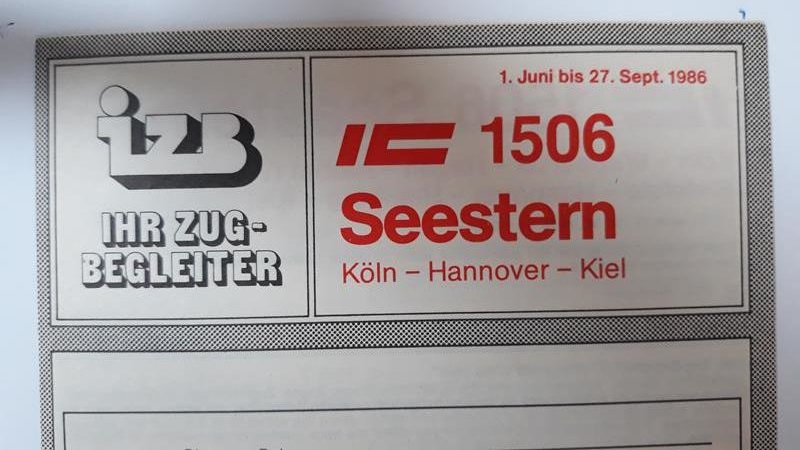 izB
IHR ZUG-
BEGLEITER
1. Juni bis 27. Sept. 1986
IC 1506
Seestern
Köln – Hannover – Kiel